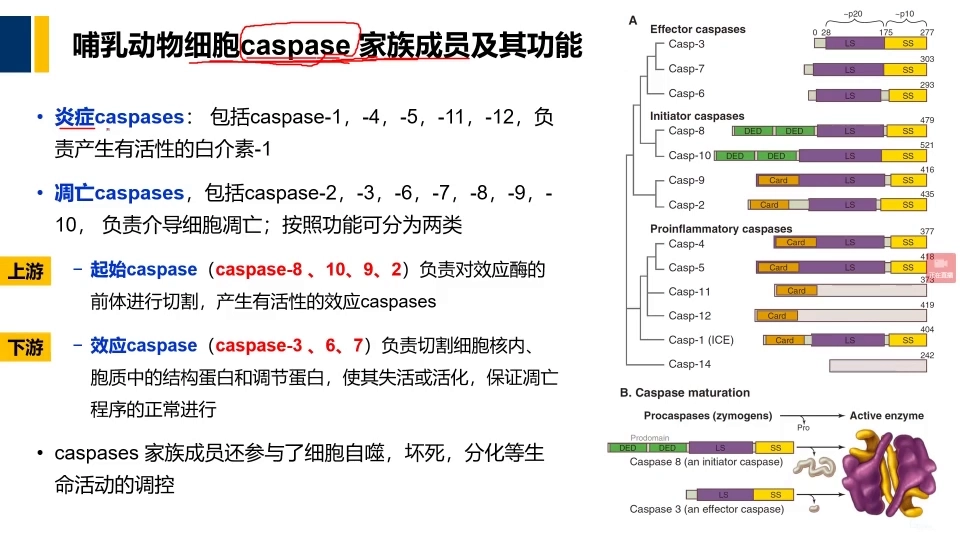 哺乳动物细胞caspase 家族成员及其功能
• 炎症caspases： 包括caspase-1，-4，-5，-11，-12，负
责产生有活性的白介素-1
• 凋亡caspases，包括caspase-2，-3，-6，-7，-8，-9，-
10， 负责介导细胞凋亡；按照功能可分为两类
上游
− 起始caspase（caspase-8 、10、9、2）负责对效应酶的
前体进行切割，产生有活性的效应caspases
下游
− 效应caspase（caspase-3 、6、7）负责切割细胞核内、
胞质中的结构蛋白和调节蛋白，使其失活或活化，保证凋亡
程序的正常进行
• caspases 家族成员还参与了细胞自噬，坏死，分化等生
命活动的调控
A
~p20 ~p10
Effector caspases
0 28 175 277
Casp-3 LS SS
303
Casp-7 LS SS
293
Casp-6 LS SS
Initiator caspases
479
Casp-8 DED DED LS SS
521
Casp-10 DED DED LS SS
416
Casp-9 Card LS SS
435
Casp-2 Card LS SS
Proinflammatory caspases
377
Casp-4 Card LS SS
418
Casp-5 Card LS SS
373
Casp-11 Card
419
Casp-12 Card
404
Casp-1 (ICE) Card LS SS
242
Casp-14
B. Caspase maturation
Procaspases (zymogens) Active enzyme
Pro
Prodomain
DED DED LS SS
Caspase 8 (an initiator caspase)
LS SS
Caspase 3 (an effector caspase)